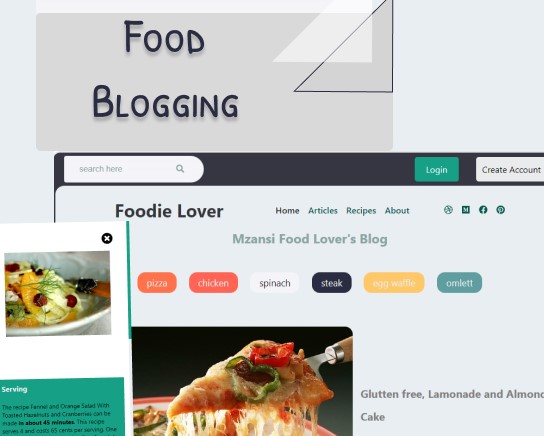 Food
Blogging
search here
Login
Create Account
Foodie Lover
Home Articles Recipes About
Mzansi Food Lover's Blog
pizza chicken spinach steak egg waffle omlett
Gluten free, Lamonade and Almond
Cake
Serving
The recipe Fennel and Orange Salad With
Toasted Hazelnuts and Cranberries can be
made in about 45 minutes. This recipe
serves 4 and costs 65 cents per serving. One